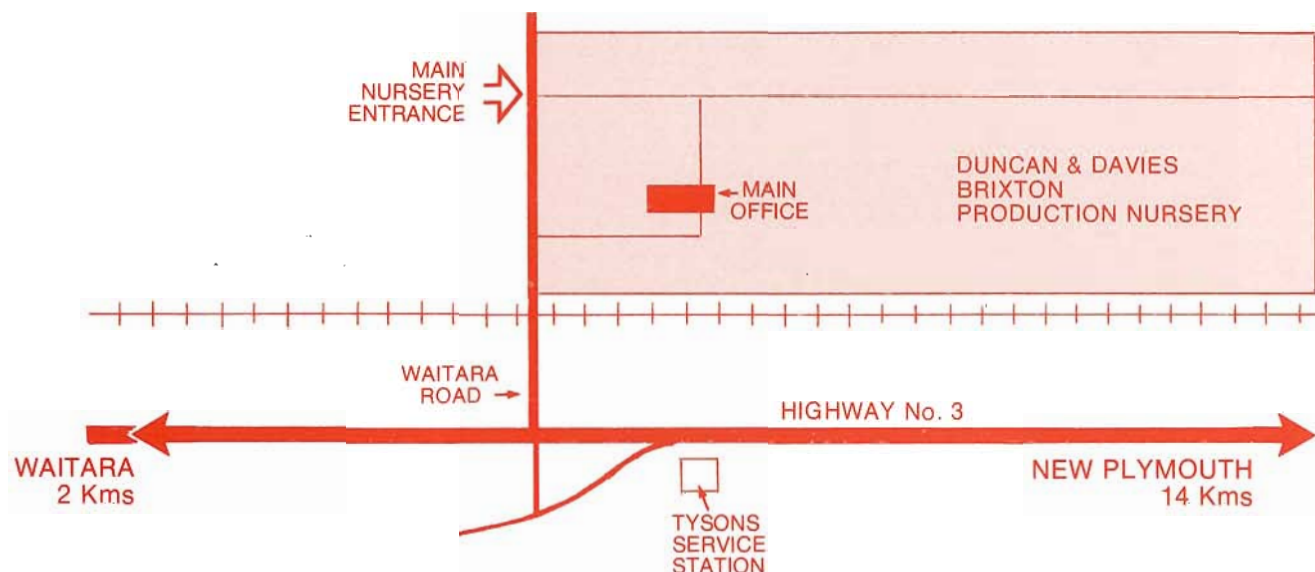 MAIN
NURSERY
ENTRANCE
DUNCAN & DAVIES
BRIXTON
PRODUCTION NURSERY
MAIN
OFFICE
WAITARA
ROAD
HIGHWAY No. 3
WAITARA
2 Kms
NEW PLYMOUTH
14 Kms
TYSONS
SERVICE
STATION